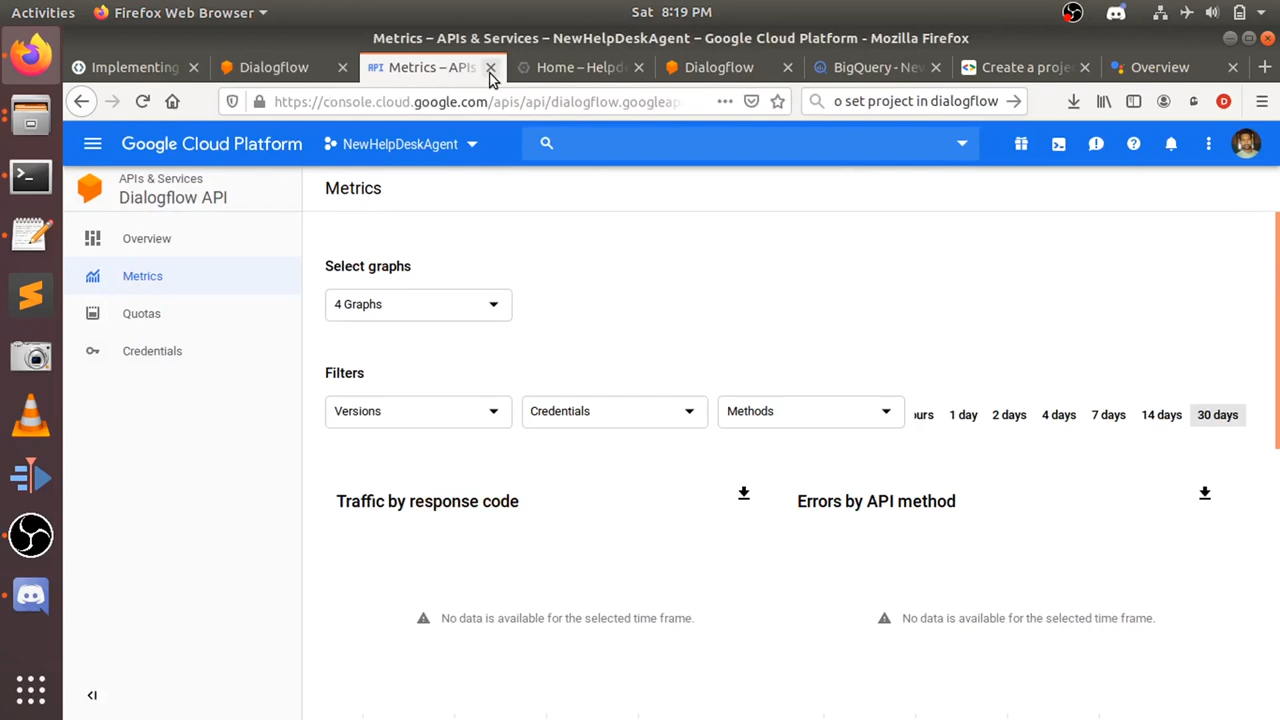 Activities Firefox Web Browser Sat 8:19 PM
Metrics – APIs & Services – NewHelpDeskAgent – Google Cloud Platform - Mozilla Firefox
Implementing Dialogflow API Metrics – APIs Home – Helpd Dialogflow BigQuery - Nev Create a proje Overview
https://console.cloud.google.com/apis/api/dialogflow.googleap o set project in dialogflow
Google Cloud Platform NewHelpDeskAgent
APIs & Services
Dialogflow API
Overview
Metrics
Quotas
Credentials
Metrics
Select graphs
4 Graphs
Filters
Versions Credentials Methods ours 1 day 2 days 4 days 7 days 14 days 30 days
Traffic by response code Errors by API method
No data is available for the selected time frame. No data is available for the selected time frame.